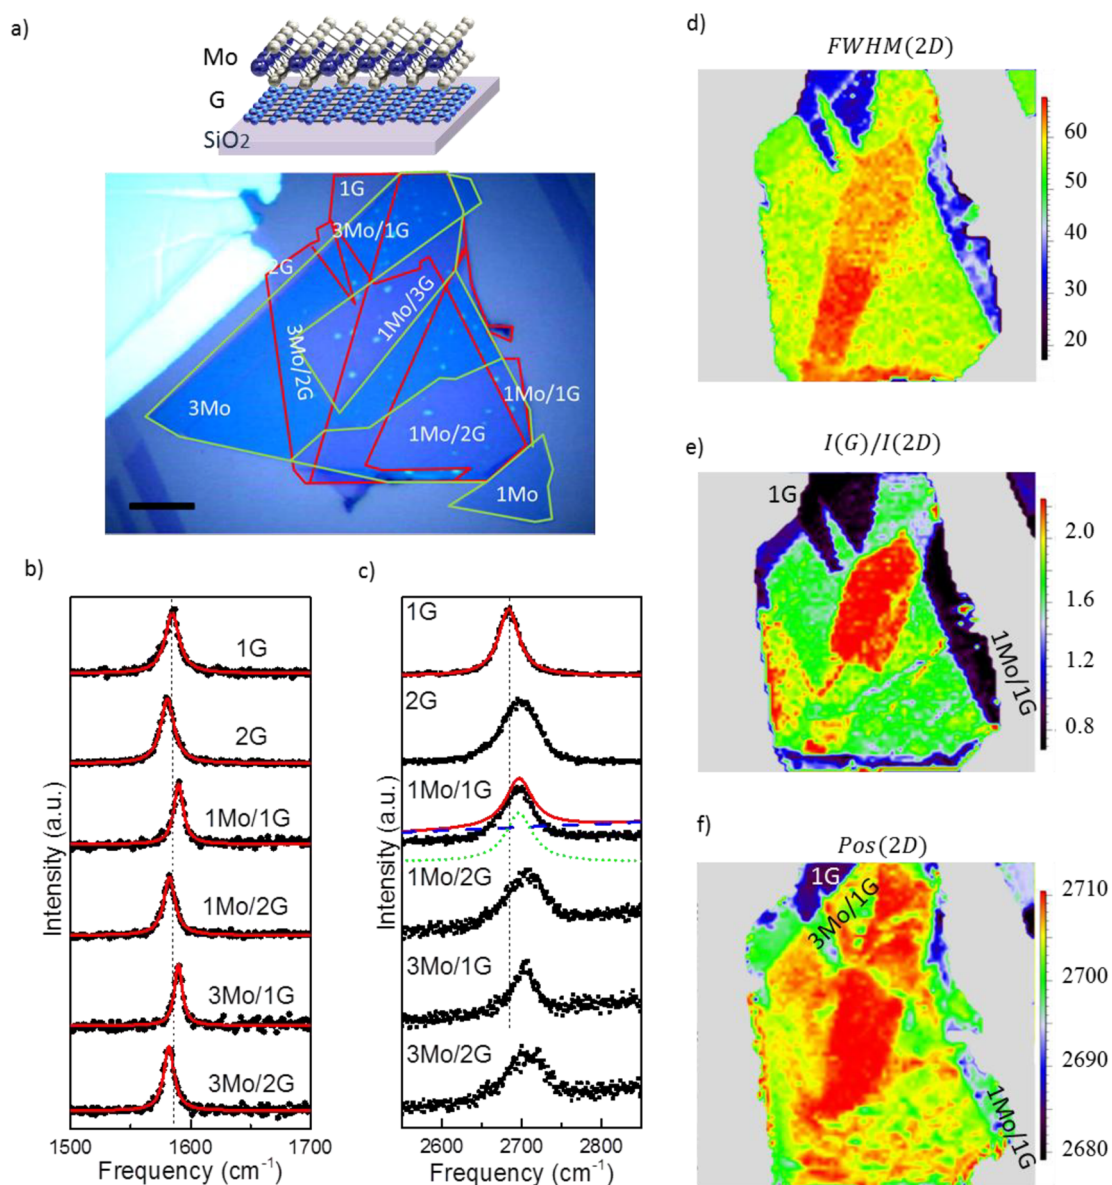 a)
Mo
G
SiO2
1G
3Mo/1G
2G
1Mo/3G
3Mo/2G
3Mo
1Mo/1G
1Mo/2G
1Mo
b)
Intensity (a.u.)
1G
2G
1Mo/1G
1Mo/2G
3Mo/1G
3Mo/2G
1500 1600 1700
Frequency (cm⁻¹)
c)
Intensity (a.u.)
1G
2G
1Mo/1G
1Mo/2G
3Mo/1G
3Mo/2G
2600 2700 2800
Frequency (cm⁻¹)
d)
FWHM(2D)
60
50
40
30
20
e)
I(G)/I(2D)
1G
1Mo/1G
2.0
1.6
1.2
0.8
f)
Pos(2D)
1G
3Mo/1G
1Mo/1G
2710
2700
2690
2680